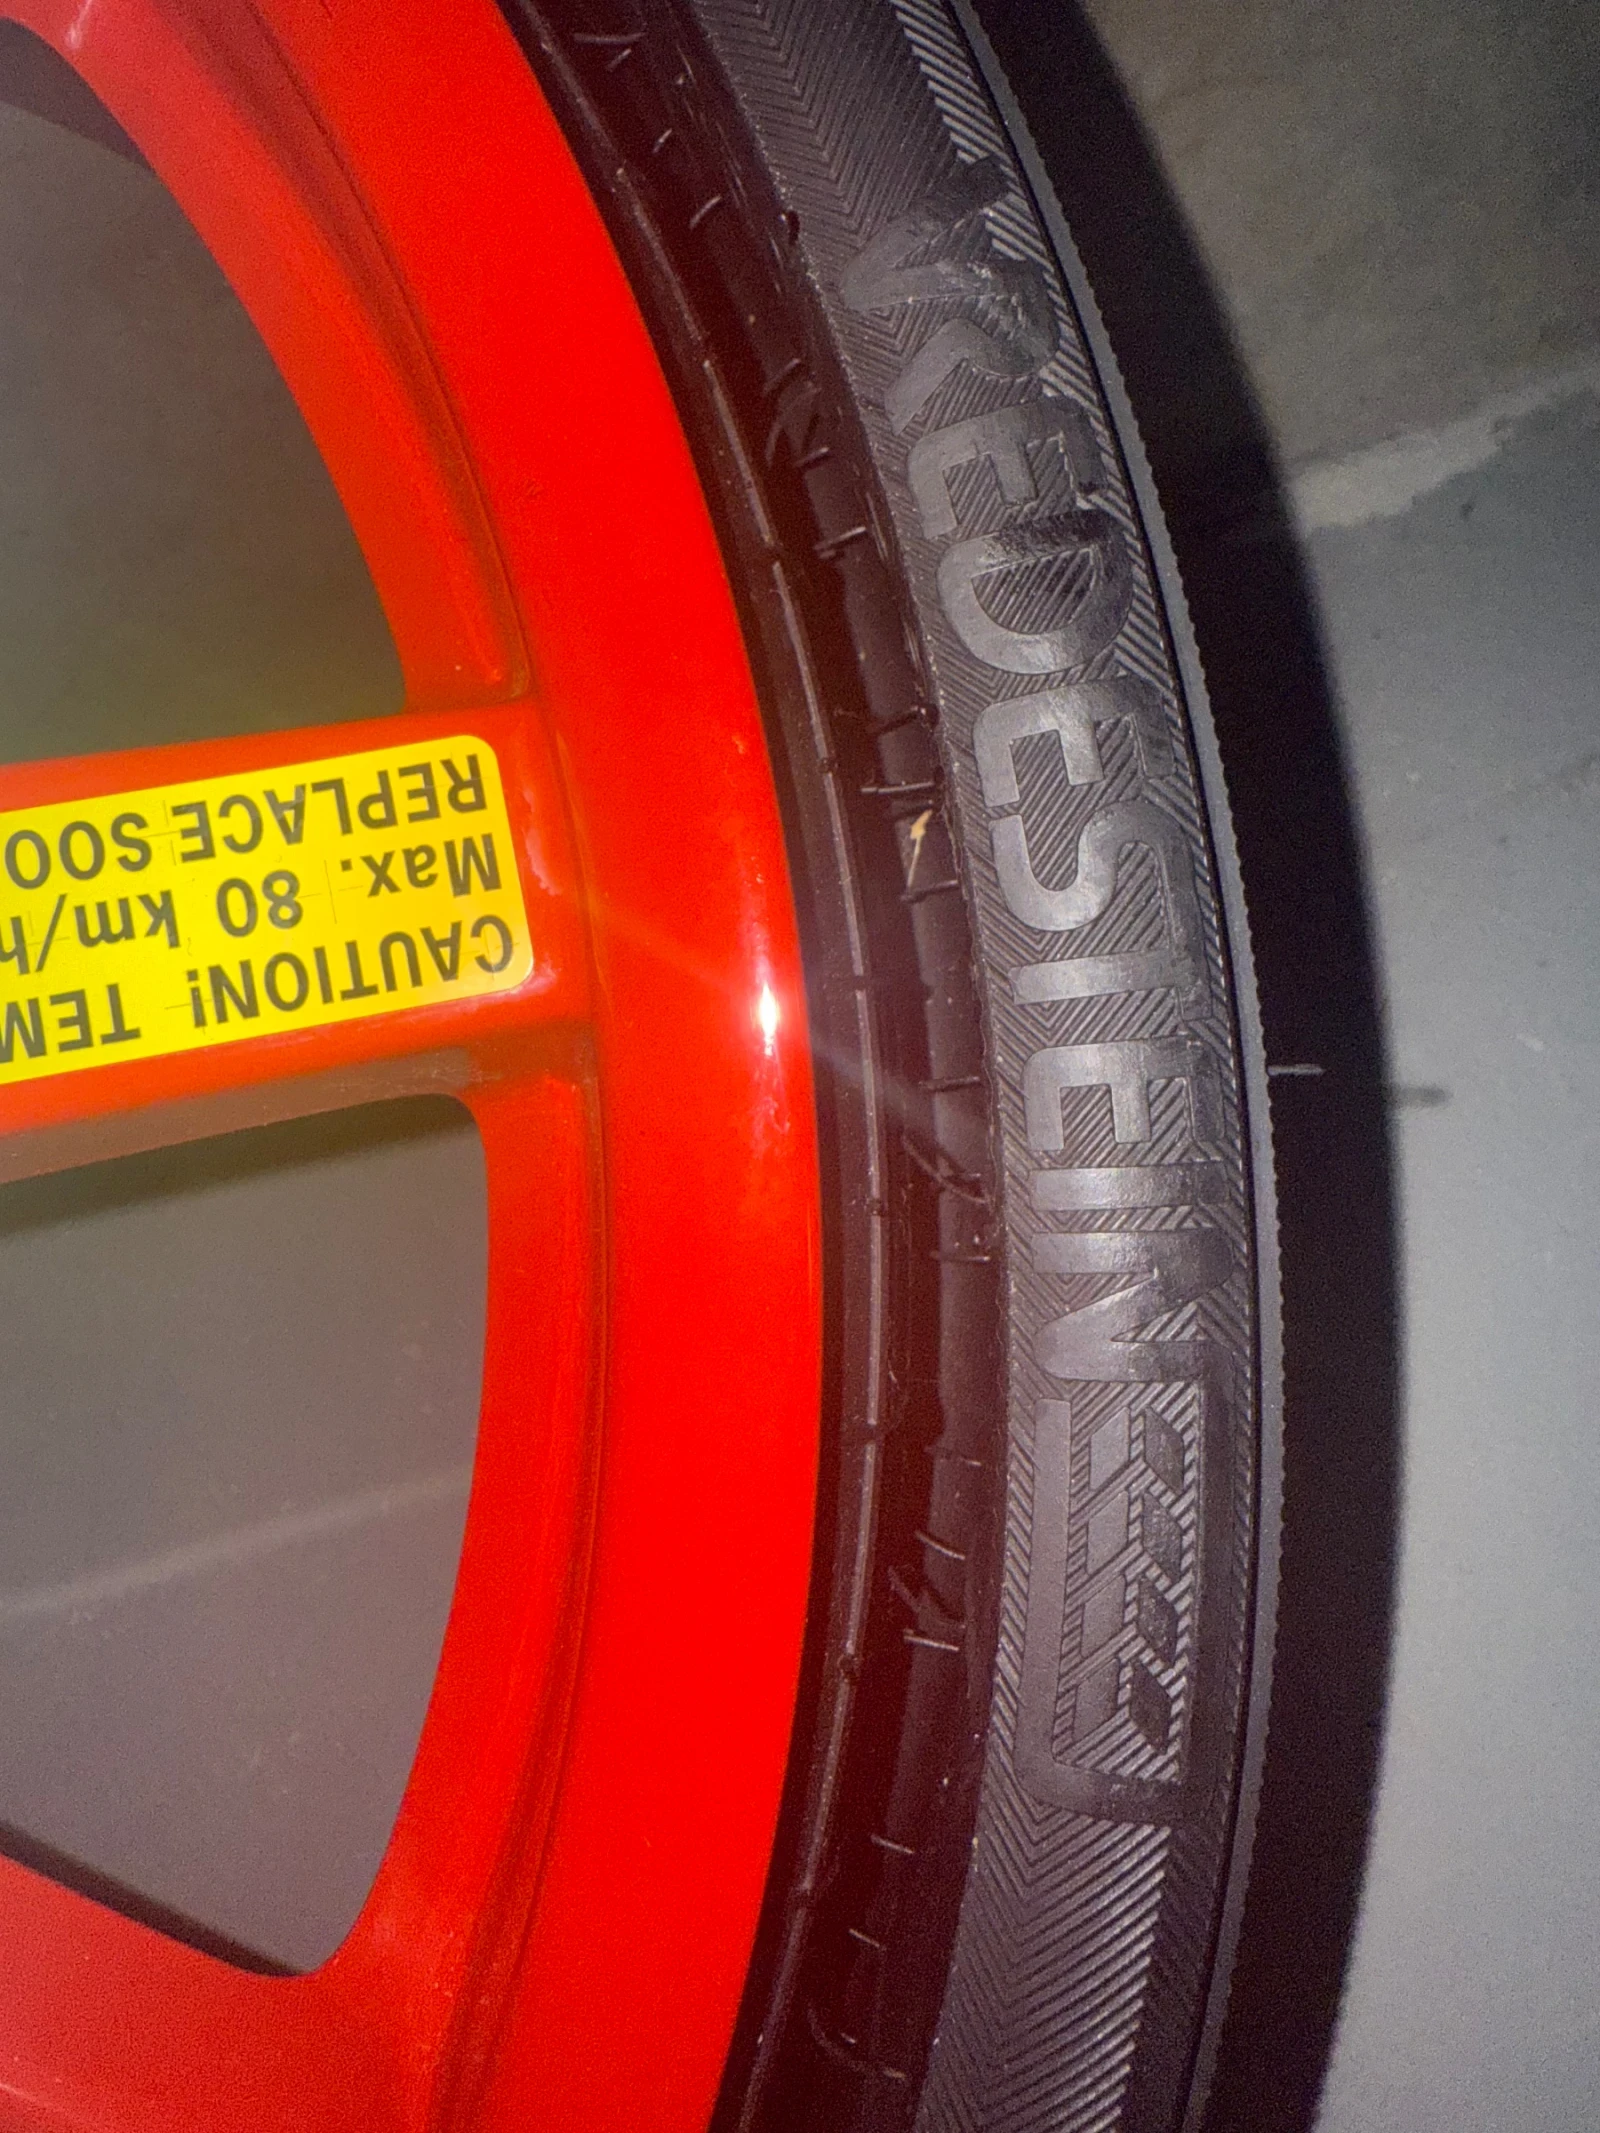 VREDESTEIN
CAUTION! TEM
Max. 80 km/h
REPLACE SOO